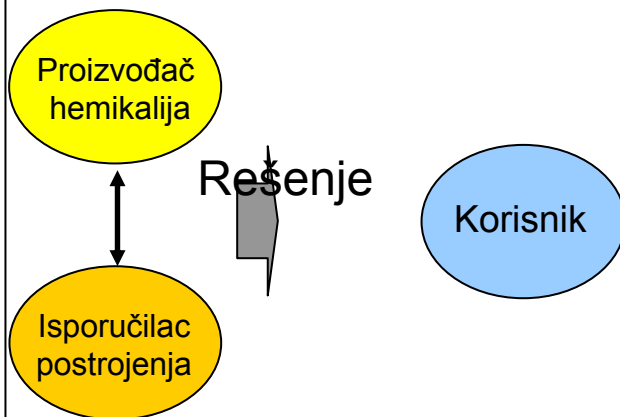 Proizvođač
hemikalija
Rešenje
Korisnik
Isporučilac
postrojenja